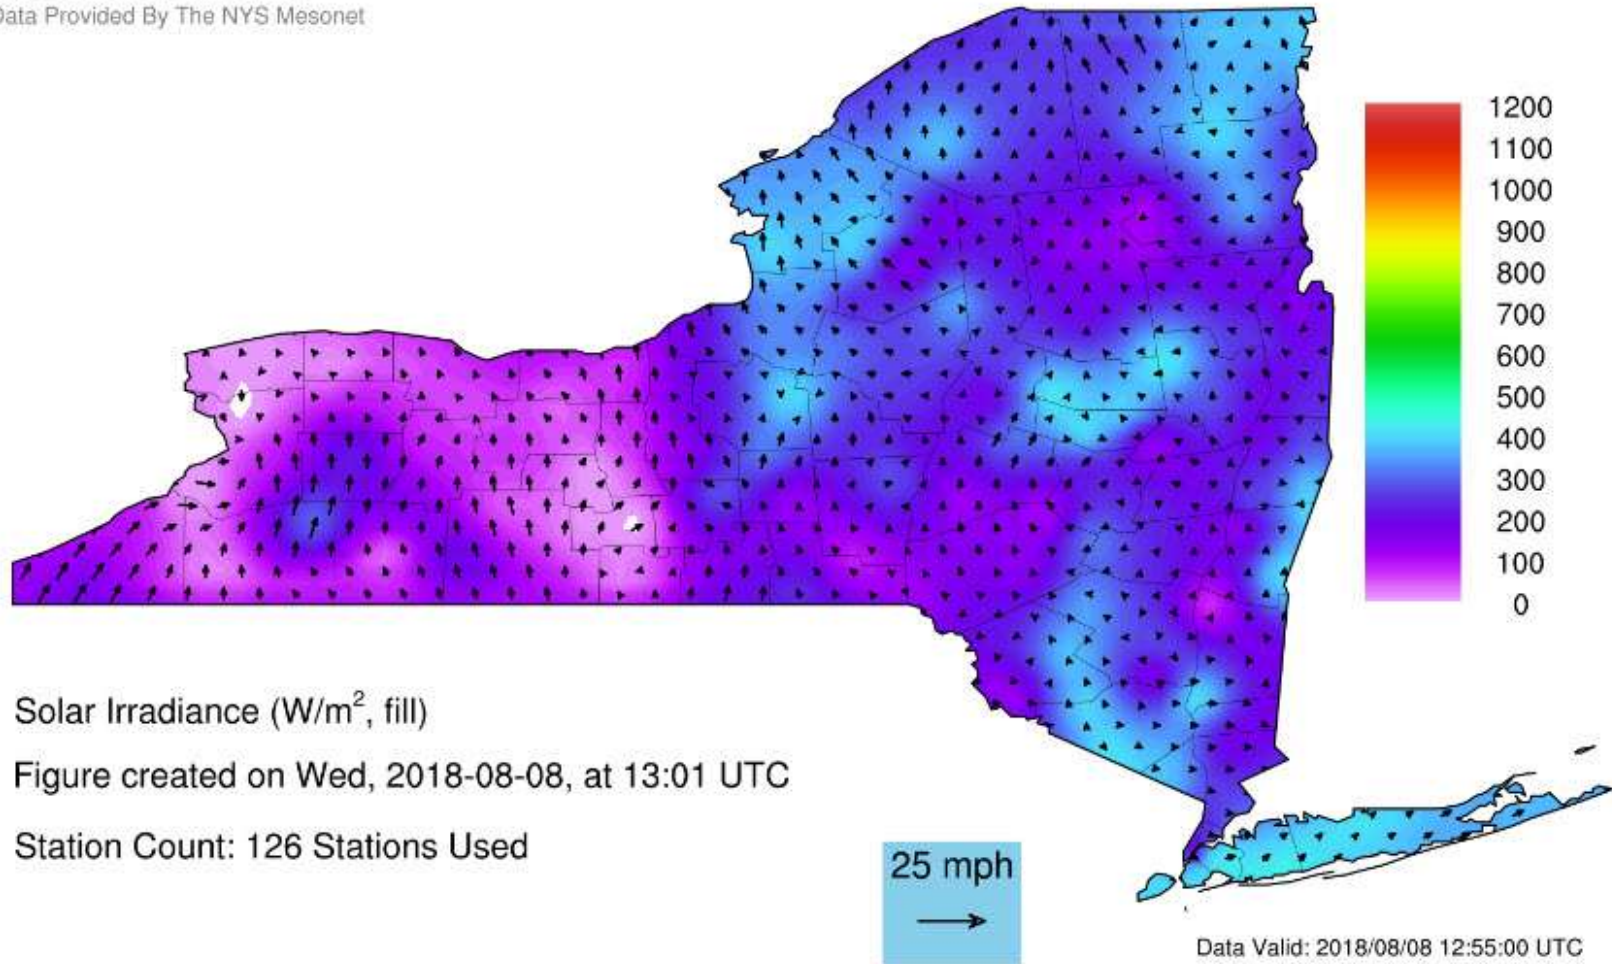 Data Provided By The NYS Mesonet
1200
1100
1000
900
800
700
600
500
400
300
200
100
0
Solar Irradiance (W/m², fill)
Figure created on Wed, 2018-08-08, at 13:01 UTC
Station Count: 126 Stations Used
25 mph
Data Valid: 2018/08/08 12:55:00 UTC